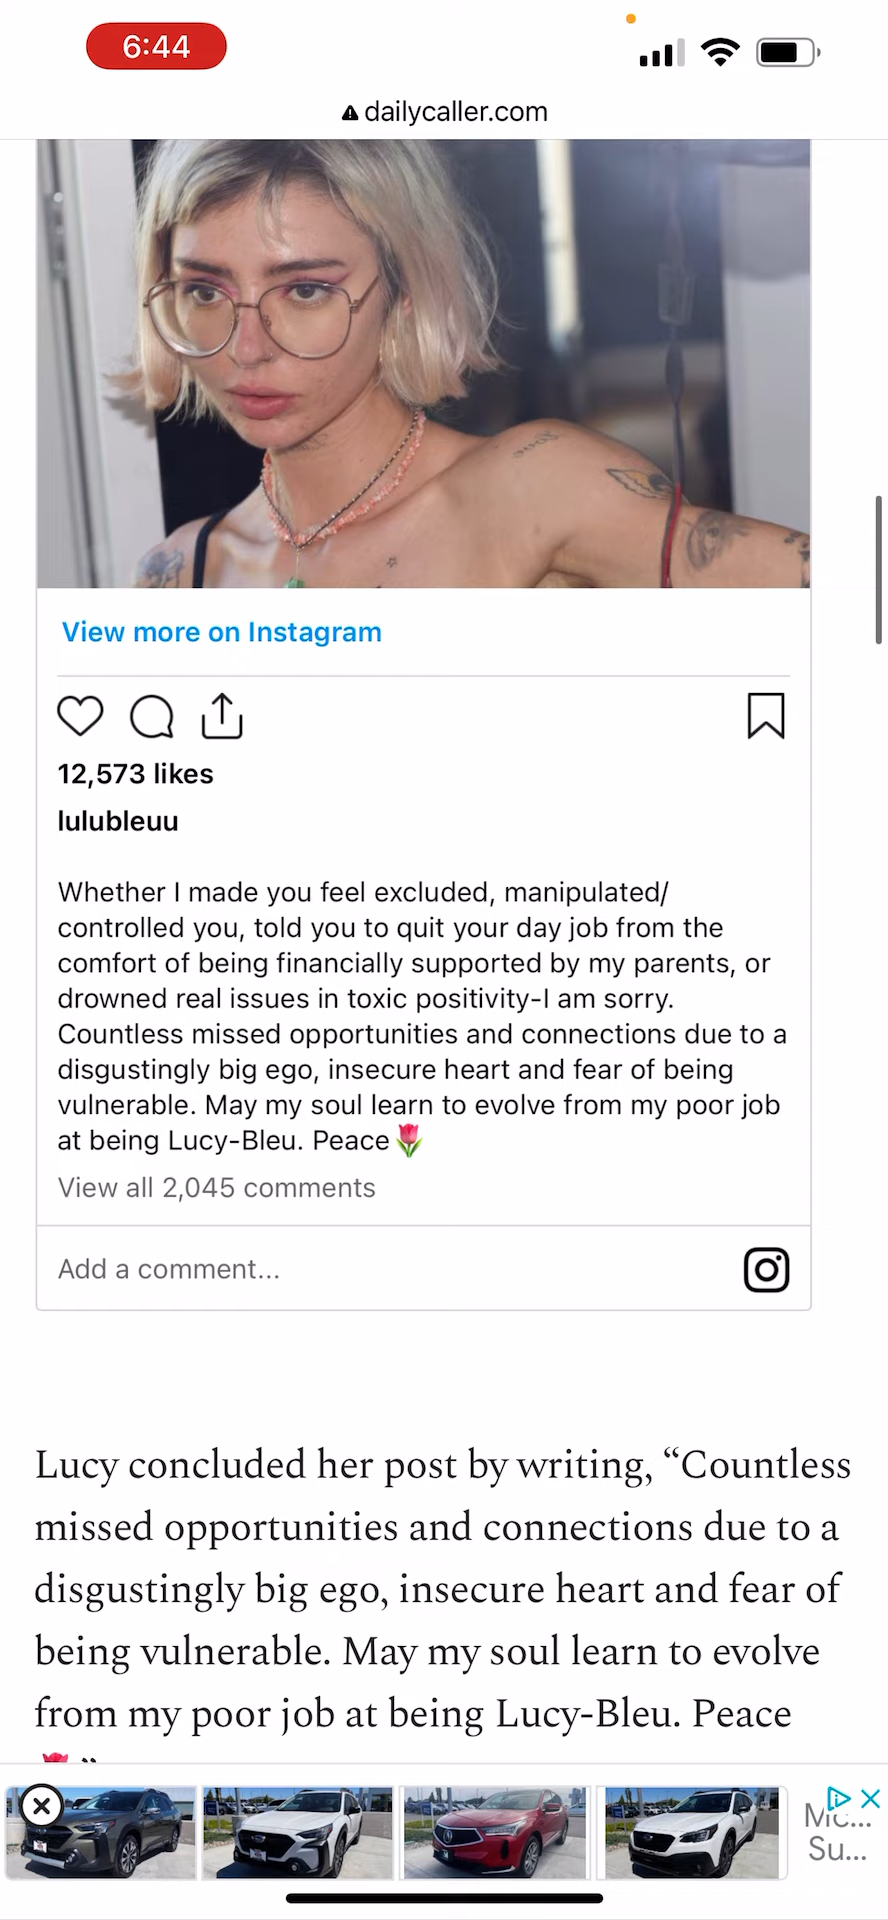 6:44
dailycaller.com
View more on Instagram
12,573 likes
lulubleuu
Whether I made you feel excluded, manipulated/
controlled you, told you to quit your day job from the
comfort of being financially supported by my parents, or
drowned real issues in toxic positivity-I am sorry.
Countless missed opportunities and connections due to a
disgustingly big ego, insecure heart and fear of being
vulnerable. May my soul learn to evolve from my poor job
at being Lucy-Bleu. Peace🌷
View all 2,045 comments
Add a comment...
Lucy concluded her post by writing, “Countless
missed opportunities and connections due to a
disgustingly big ego, insecure heart and fear of
being vulnerable. May my soul learn to evolve
from my poor job at being Lucy-Bleu. Peace
🌷”
Mc...
Su...